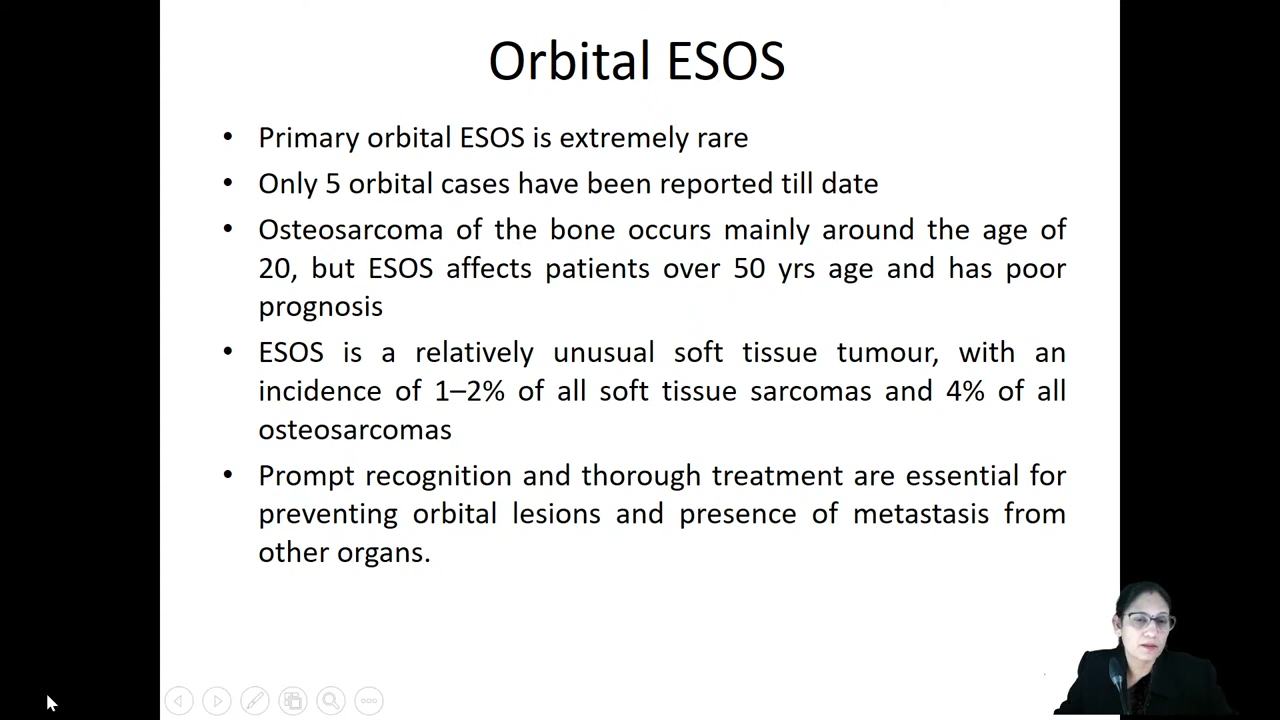 Orbital ESOS
• Primary orbital ESOS is extremely rare
• Only 5 orbital cases have been reported till date
• Osteosarcoma of the bone occurs mainly around the age of
20, but ESOS affects patients over 50 yrs age and has poor
prognosis
• ESOS is a relatively unusual soft tissue tumour, with an
incidence of 1–2% of all soft tissue sarcomas and 4% of all
osteosarcomas
• Prompt recognition and thorough treatment are essential for
preventing orbital lesions and presence of metastasis from
other organs.